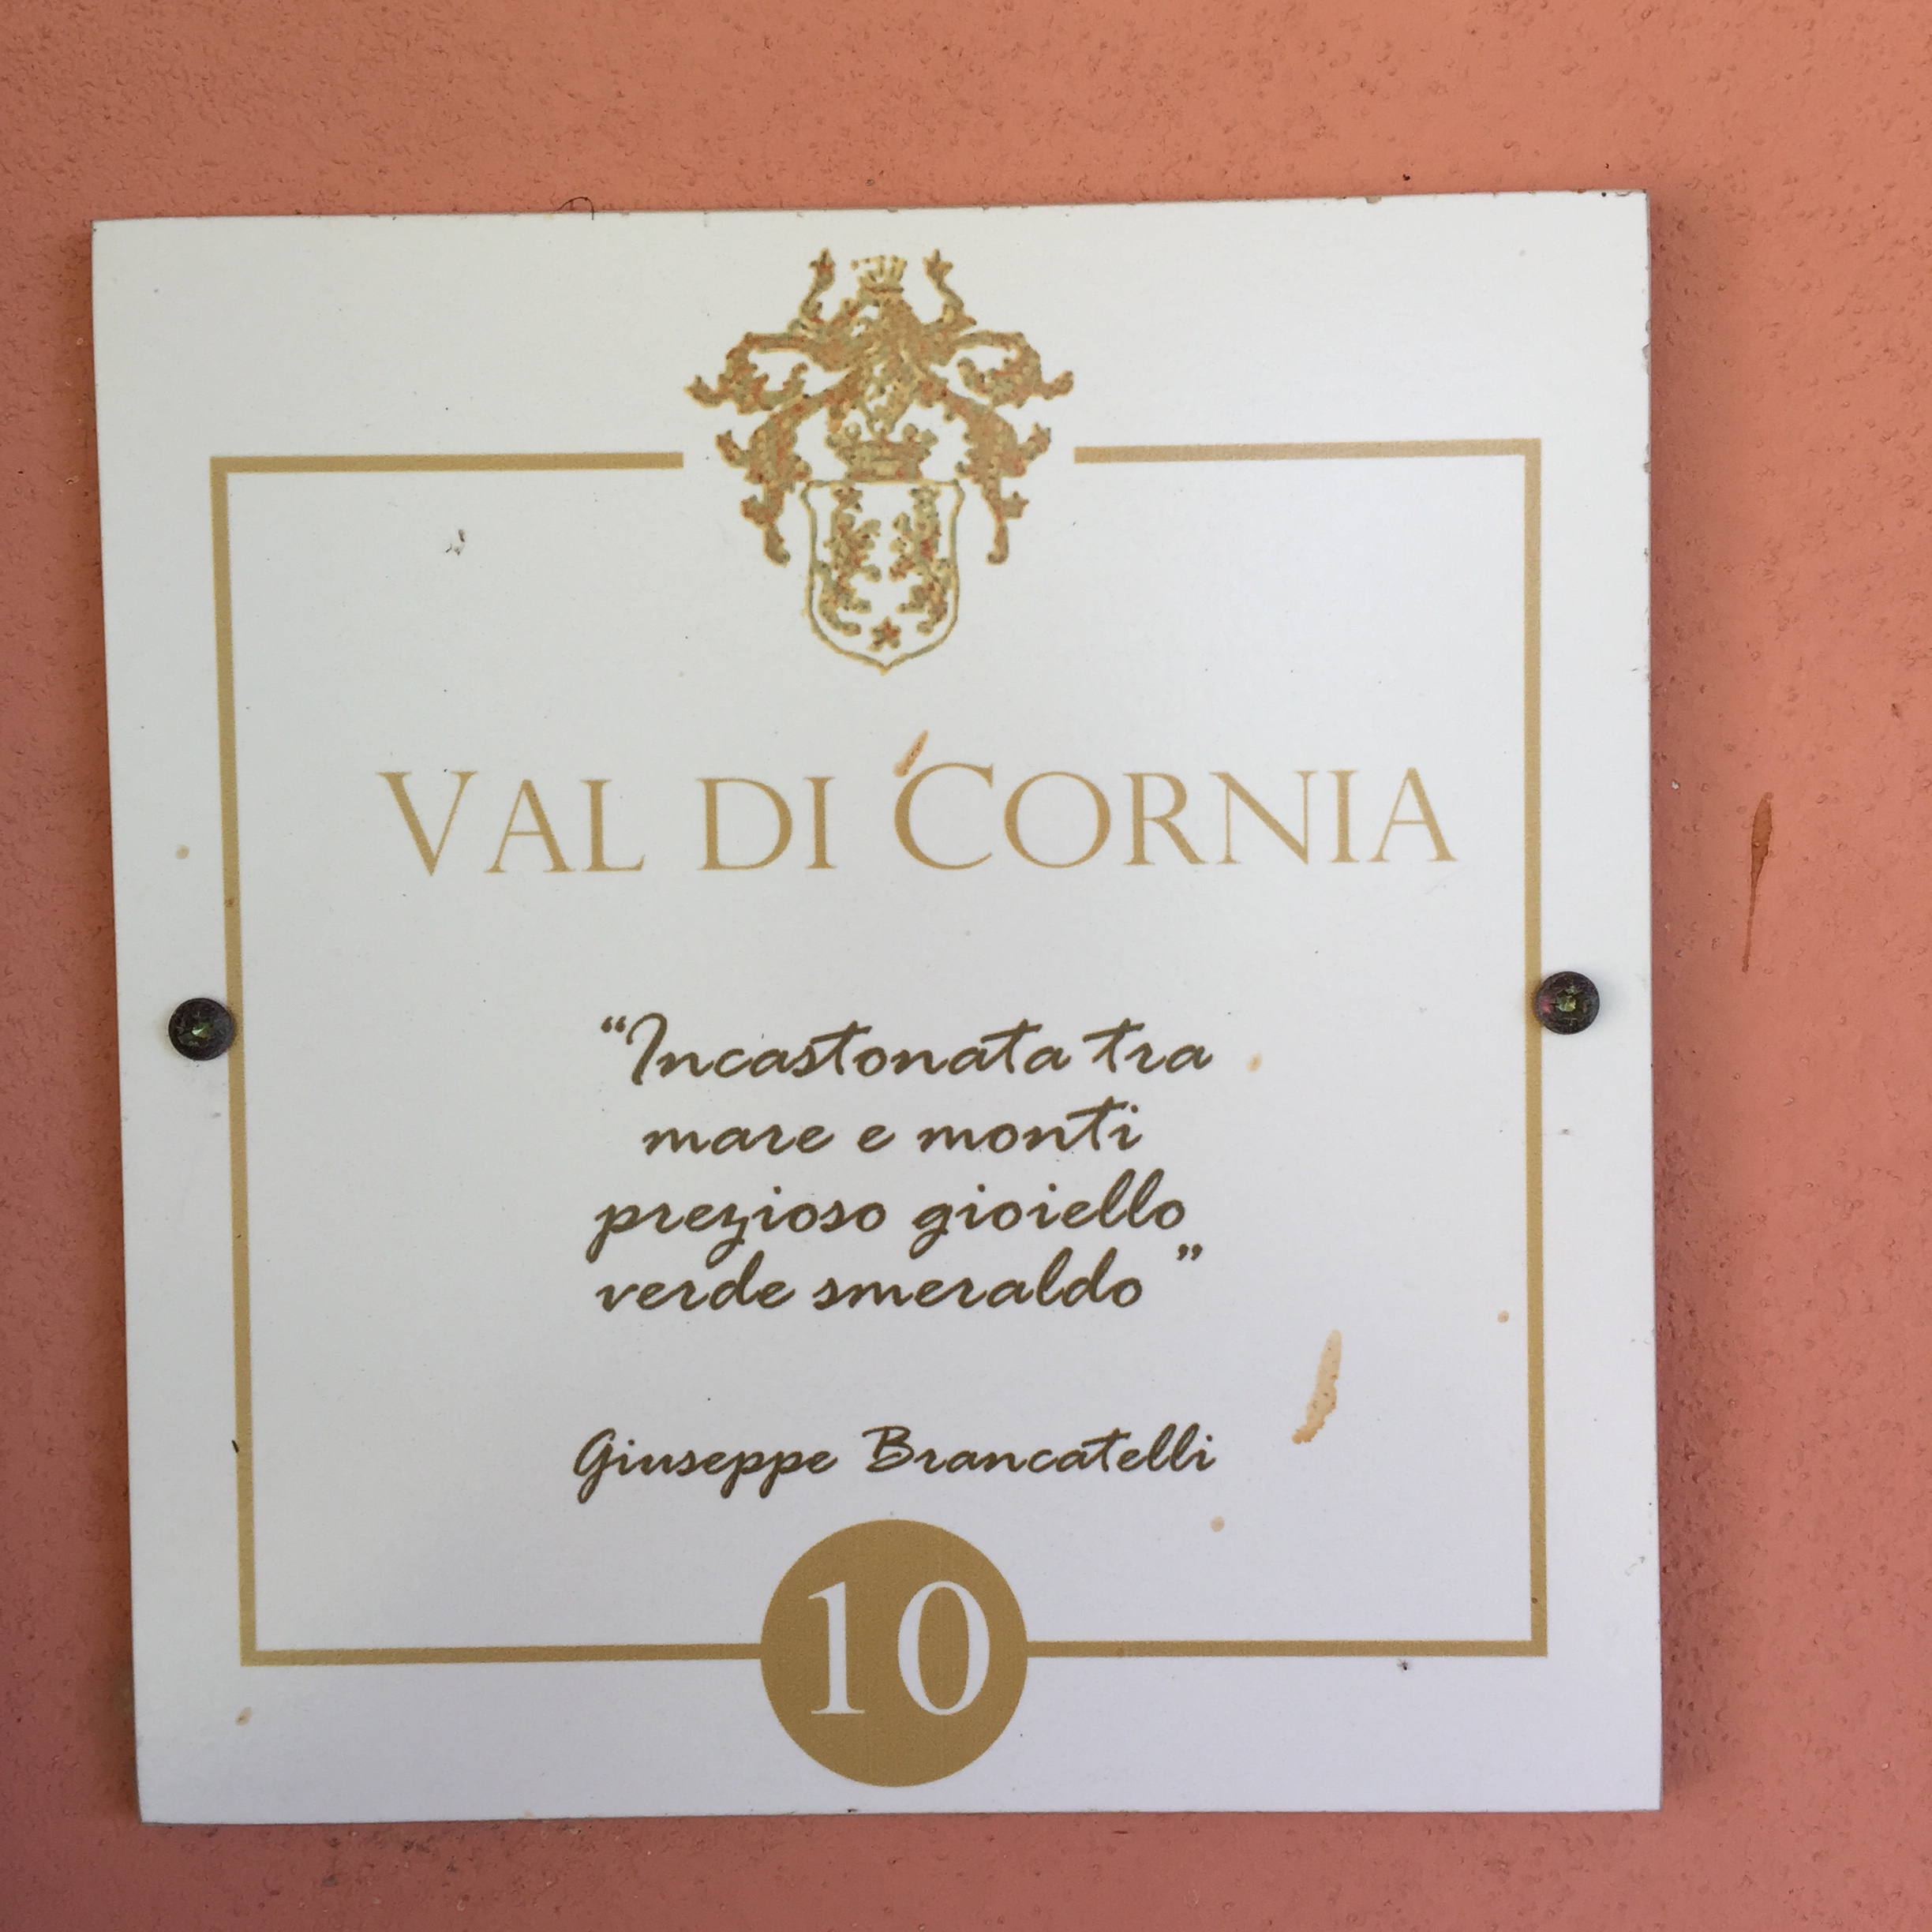 VAL DI CORNIA
“Incastonata tra
mare e monti
prezioso gioiello
verde smeraldo ”
Giuseppe Brancatelli
10